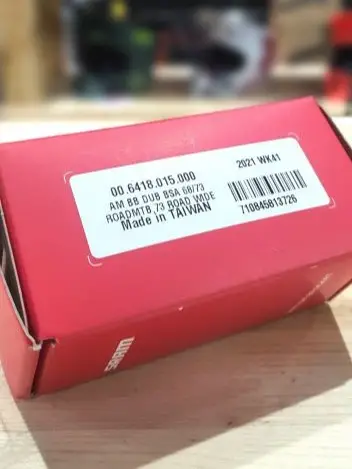 00.6418.015.000
2021 WK41
AM BB DUB BSA 68/73
ROADMTB 73 ROAD WIDE
Made in TAIWAN
710845813726
SRAM